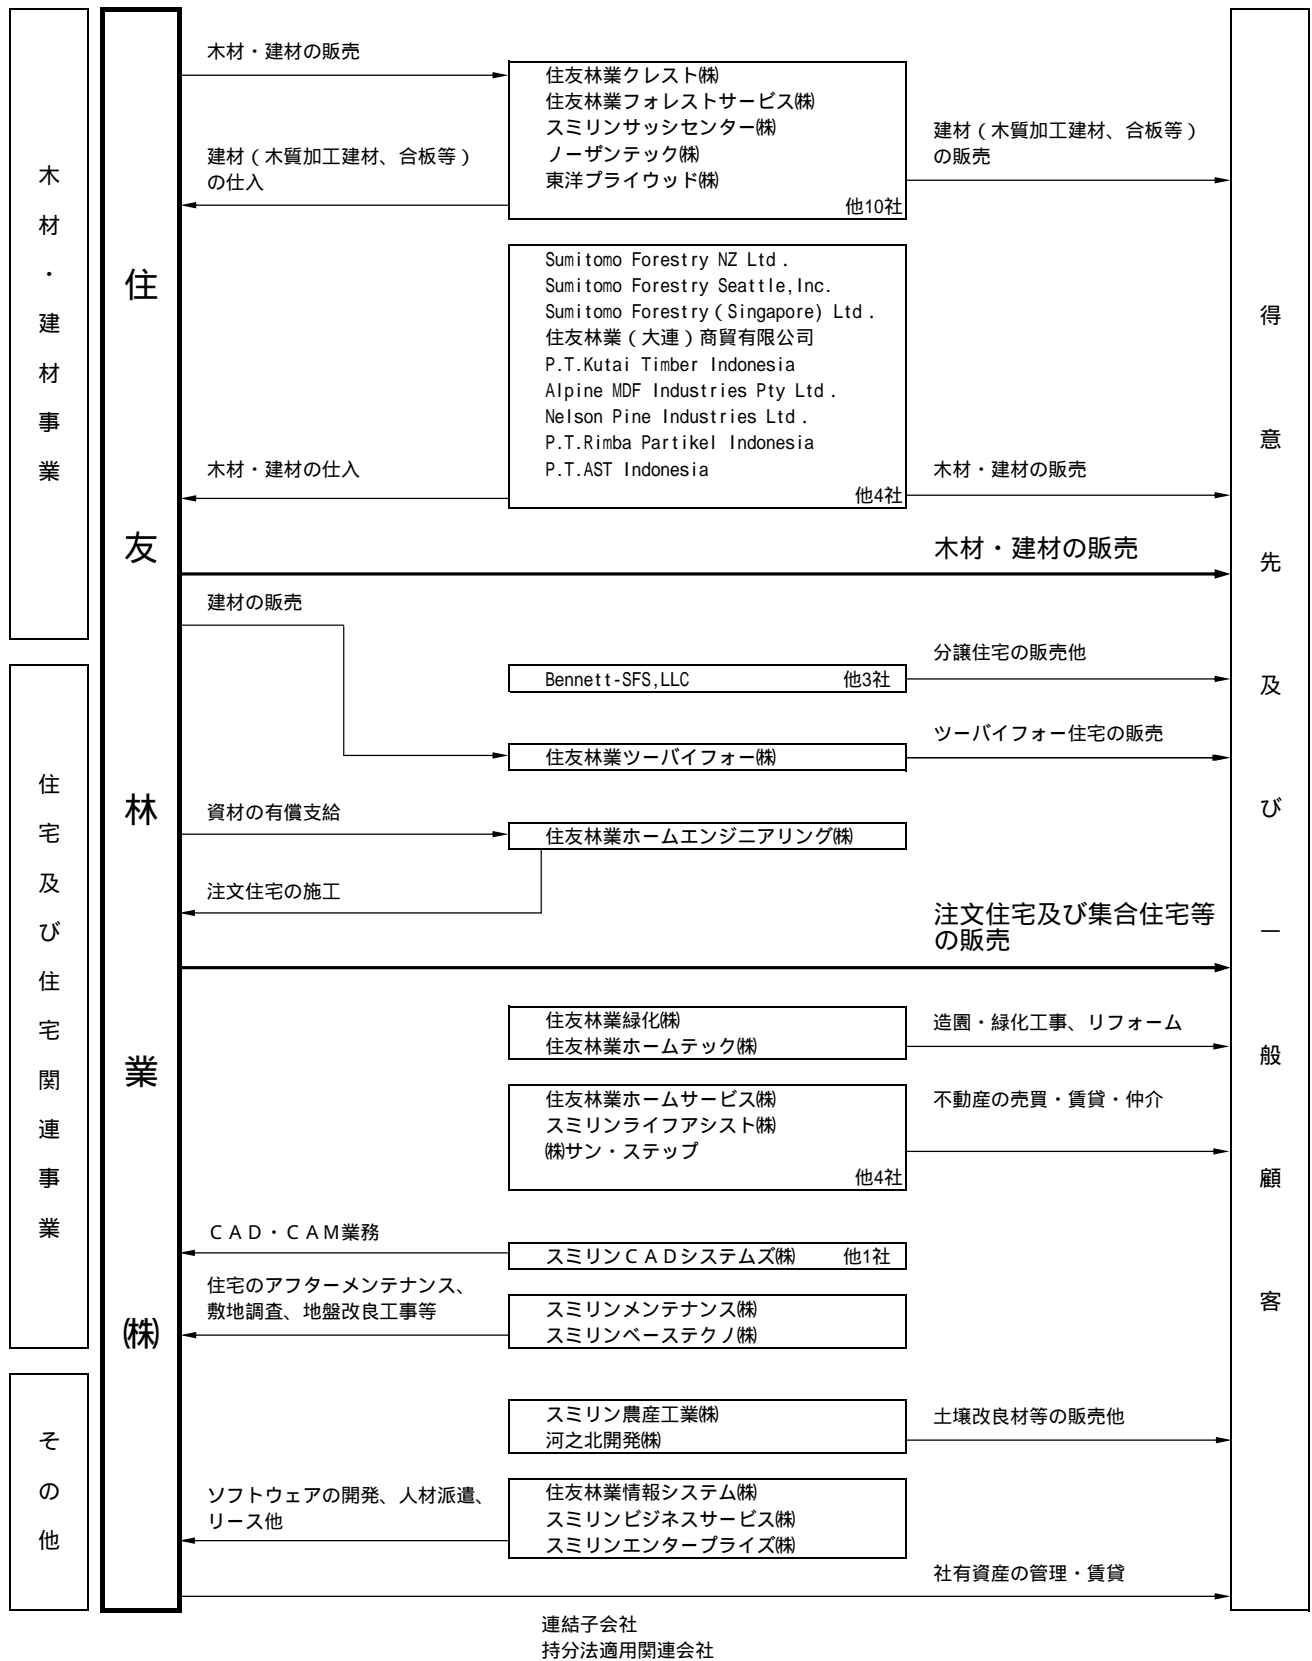 木材・建材事業
住宅及び住宅関連事業
その他
住友林業㈱
得意先及び一般顧客
木材・建材の販売
住友林業クレスト㈱
住友林業フォレストサービス㈱
スミリンサッシセンター㈱
ノーザンテック㈱
東洋プライウッド㈱
他10社
建材（木質加工建材、合板等）
の仕入
建材（木質加工建材、合板等）
の販売
Sumitomo Forestry NZ Ltd.
Sumitomo Forestry Seattle,Inc.
Sumitomo Forestry（Singapore) Ltd.
住友林業（大連）商貿有限公司
P.T.Kutai Timber Indonesia
Alpine MDF Industries Pty Ltd.
Nelson Pine Industries Ltd.
P.T.Rimba Partikel Indonesia
P.T.AST Indonesia
他4社
木材・建材の仕入
木材・建材の販売
木材・建材の販売
建材の販売
Bennett-SFS,LLC 他3社
分譲住宅の販売他
住友林業ツーバイフォー㈱
ツーバイフォー住宅の販売
資材の有償支給
住友林業ホームエンジニアリング㈱
注文住宅の施工
注文住宅及び集合住宅等
の販売
住友林業緑化㈱
住友林業ホームテック㈱
造園・緑化工事、リフォーム
住友林業ホームサービス㈱
スミリンライフアシスト㈱
㈱サン・ステップ
他4社
不動産の売買・賃貸・仲介
ＣＡＤ・ＣＡＭ業務
スミリンＣＡＤシステムズ㈱ 他1社
住宅のアフターメンテナンス、
敷地調査、地盤改良工事等
スミリンメンテナンス㈱
スミリンベーステクノ㈱
スミリン農産工業㈱
河之北開発㈱
土壌改良材等の販売他
ソフトウェアの開発、人材派遣、
リース他
住友林業情報システム㈱
スミリンビジネスサービス㈱
スミリンエンタープライズ㈱
社有資産の管理・賃貸
連結子会社
持分法適用関連会社